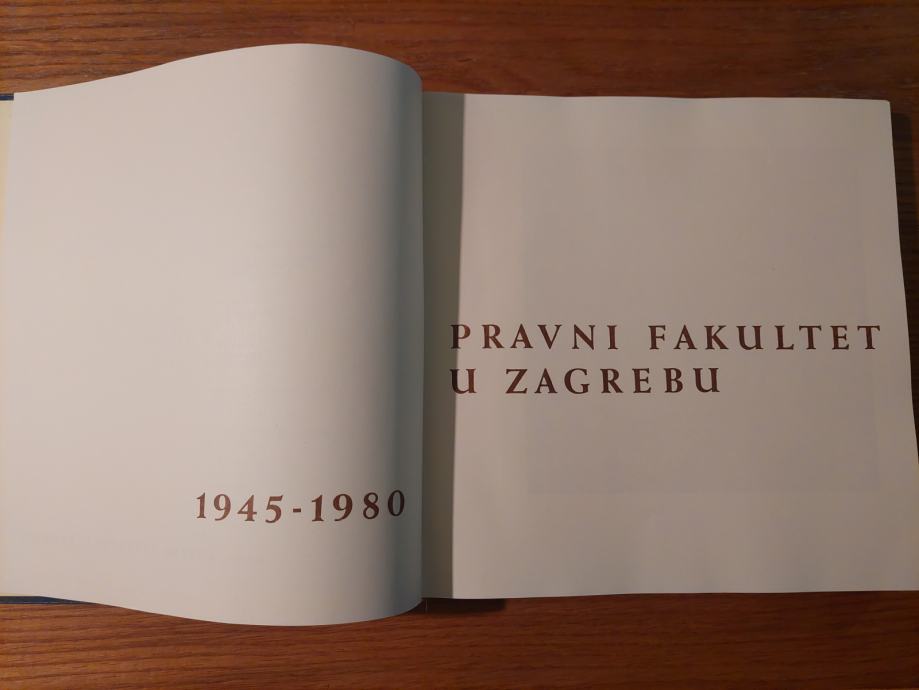 1945-1980
PRAVNI FAKULTET
U ZAGREBU